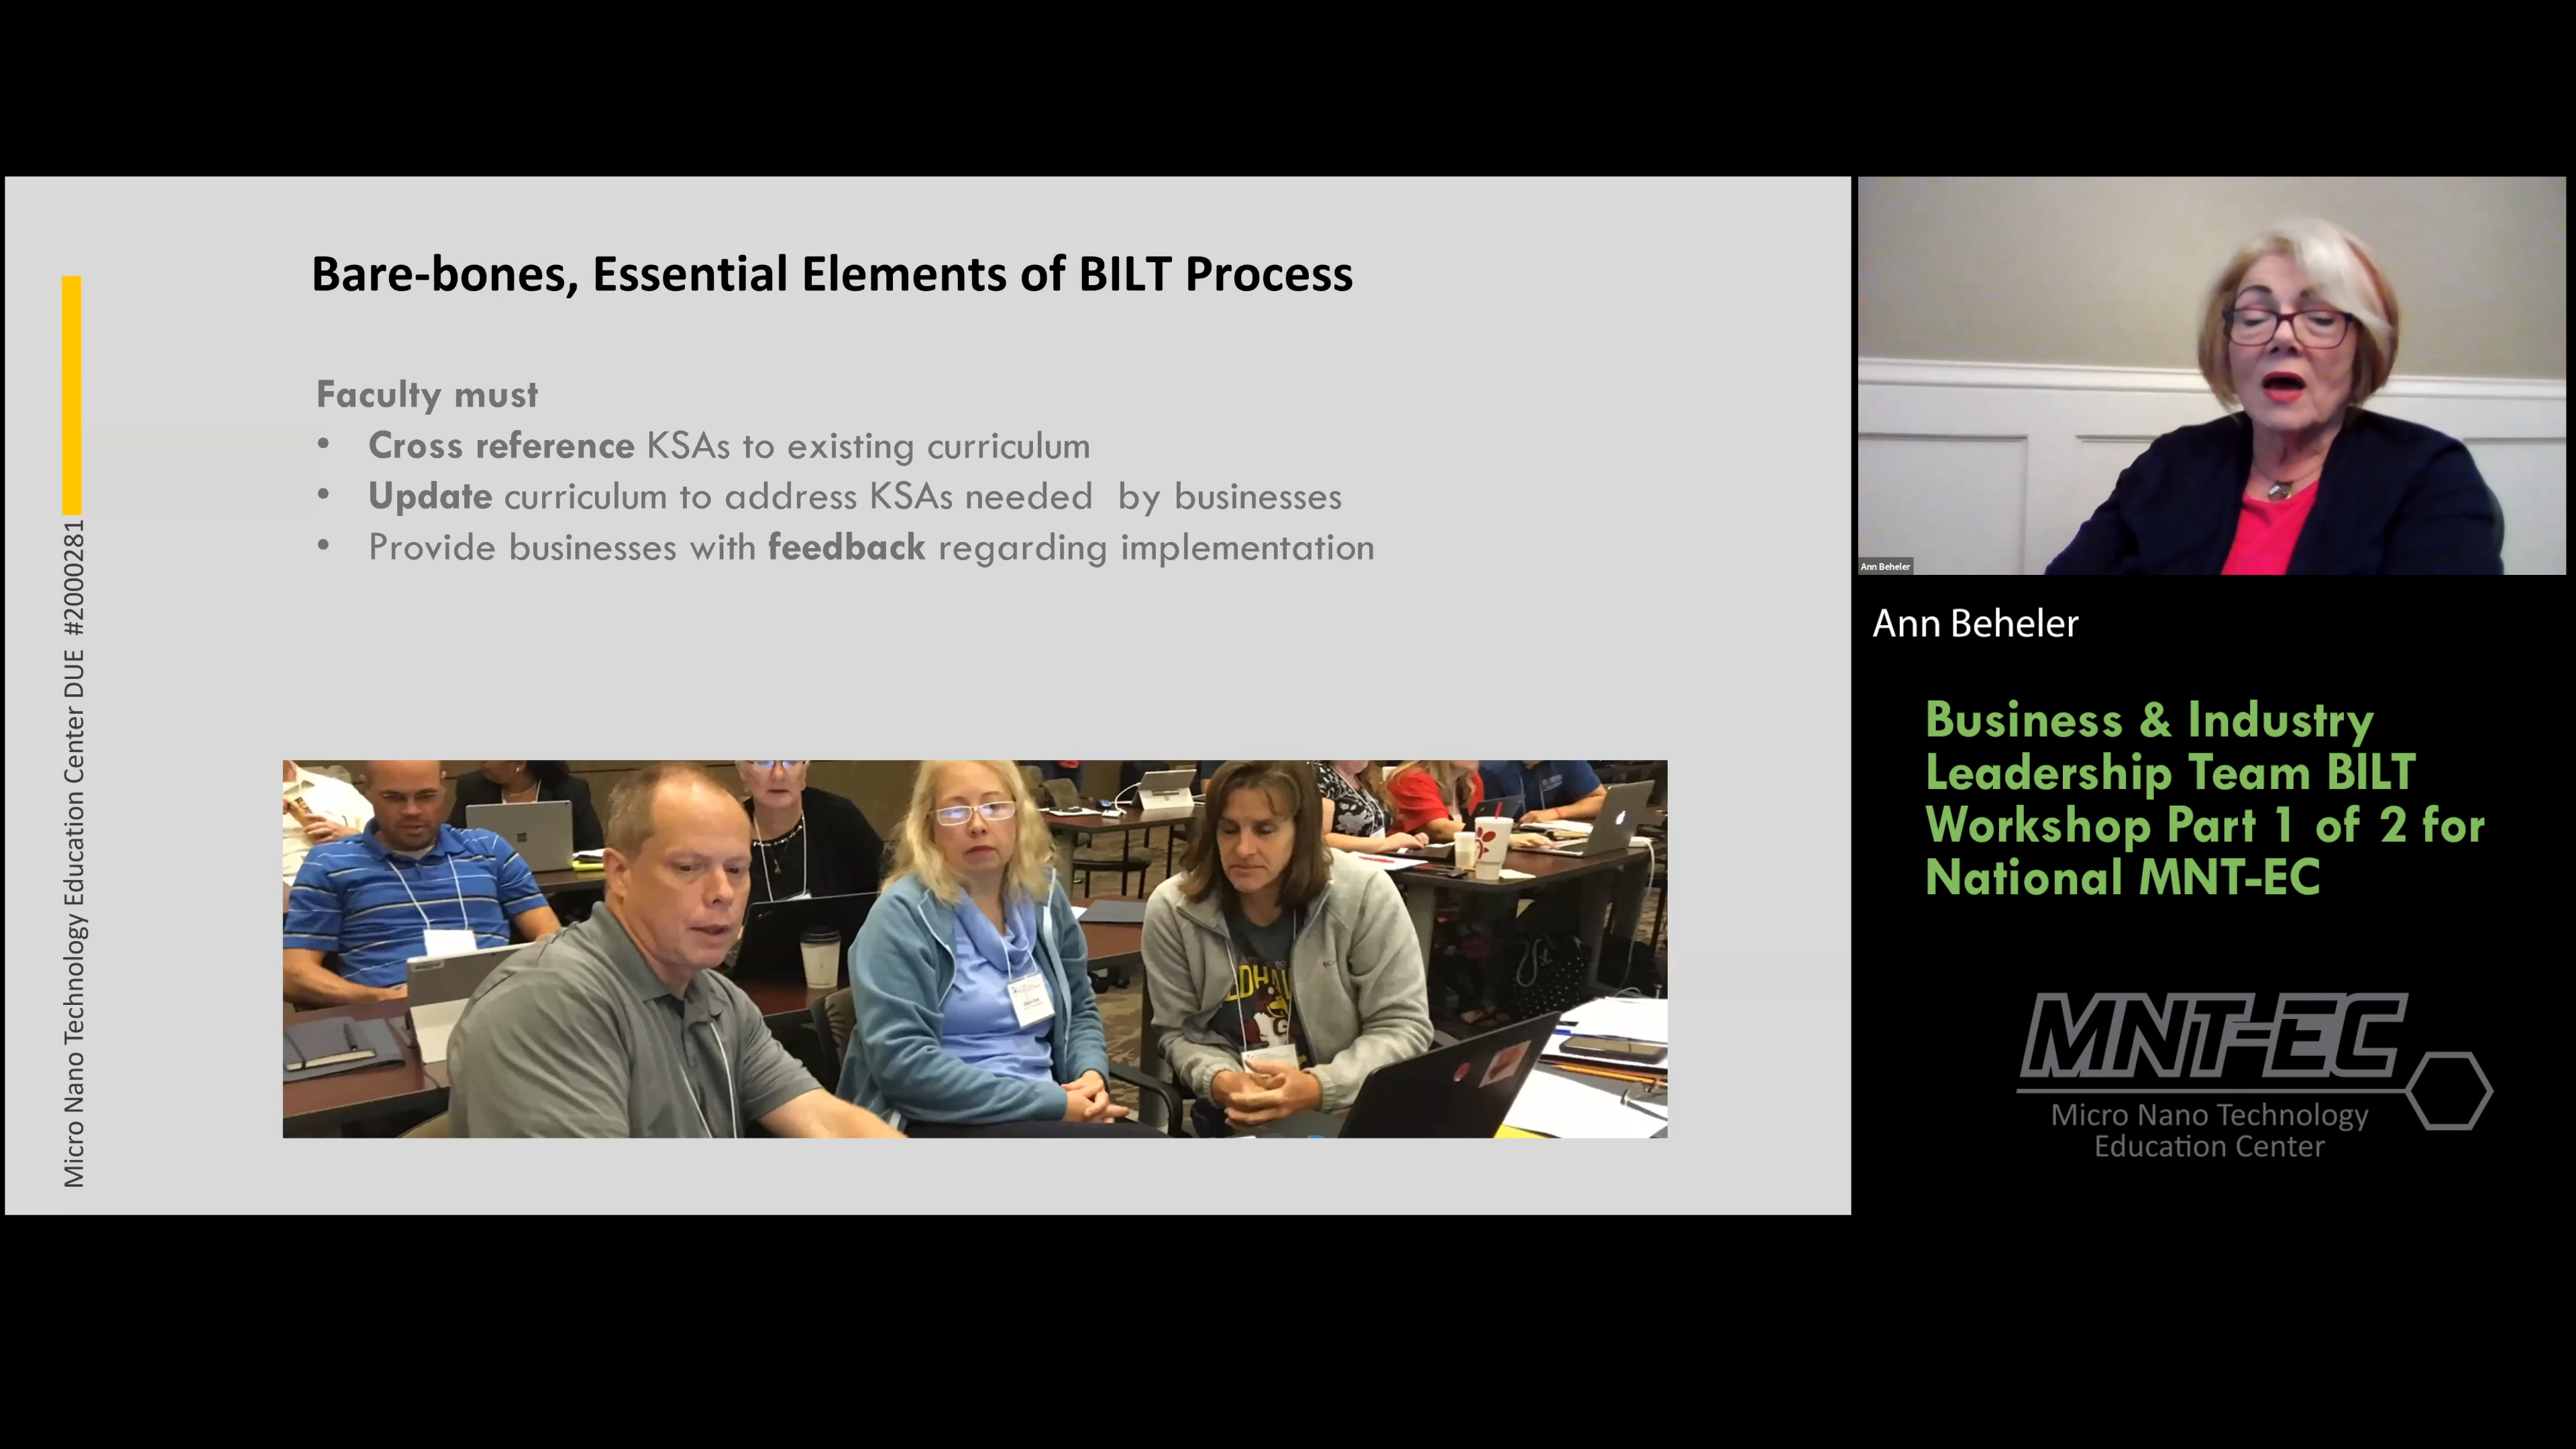 Bare-bones, Essential Elements of BILT Process
Faculty must
• Cross reference KSAs to existing curriculum
• Update curriculum to address KSAs needed by businesses
• Provide businesses with feedback regarding implementation
Micro Nano Technology Education Center DUE #2000281
Ann Beheler
Ann Beheler
Business & Industry
Leadership Team BILT
Workshop Part 1 of 2 for
National MNT-EC
MNT-EC
Micro Nano Technology
Education Center